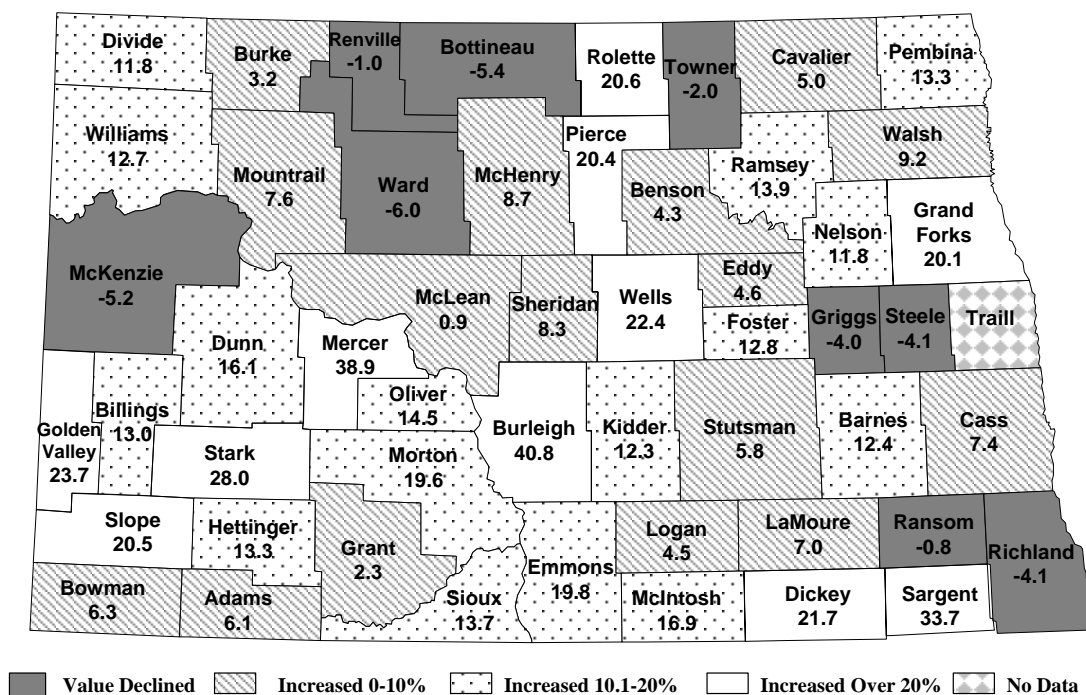 Divide
11.8
Burke
3.2
Renville
-1.0
Bottineau
-5.4
Rolette
20.6
Towner
-2.0
Cavalier
5.0
Pembina
13.3
Williams
12.7
Mountrail
7.6
Ward
-6.0
McHenry
8.7
Pierce
20.4
Benson
4.3
Ramsey
13.9
Walsh
9.2
Nelson
11.8
Grand
Forks
20.1
McKenzie
-5.2
Dunn
16.1
Mercer
38.9
McLean
0.9
Sheridan
8.3
Wells
22.4
Eddy
4.6
Foster
12.8
Griggs
-4.0
Steele
-4.1
Traill
Golden
Valley
23.7
Billings
13.0
Stark
28.0
Oliver
14.5
Morton
19.6
Burleigh
40.8
Kidder
12.3
Stutsman
5.8
Barnes
12.4
Cass
7.4
Slope
20.5
Hettinger
13.3
Grant
2.3
Bowman
6.3
Adams
6.1
Sioux
13.7
Emmons
19.8
Logan
4.5
McIntosh
16.9
LaMoure
7.0
Dickey
21.7
Ransom
-0.8
Sargent
33.7
Richland
-4.1
Value Declined
Increased 0-10%
Increased 10.1-20%
Increased Over 20%
No Data